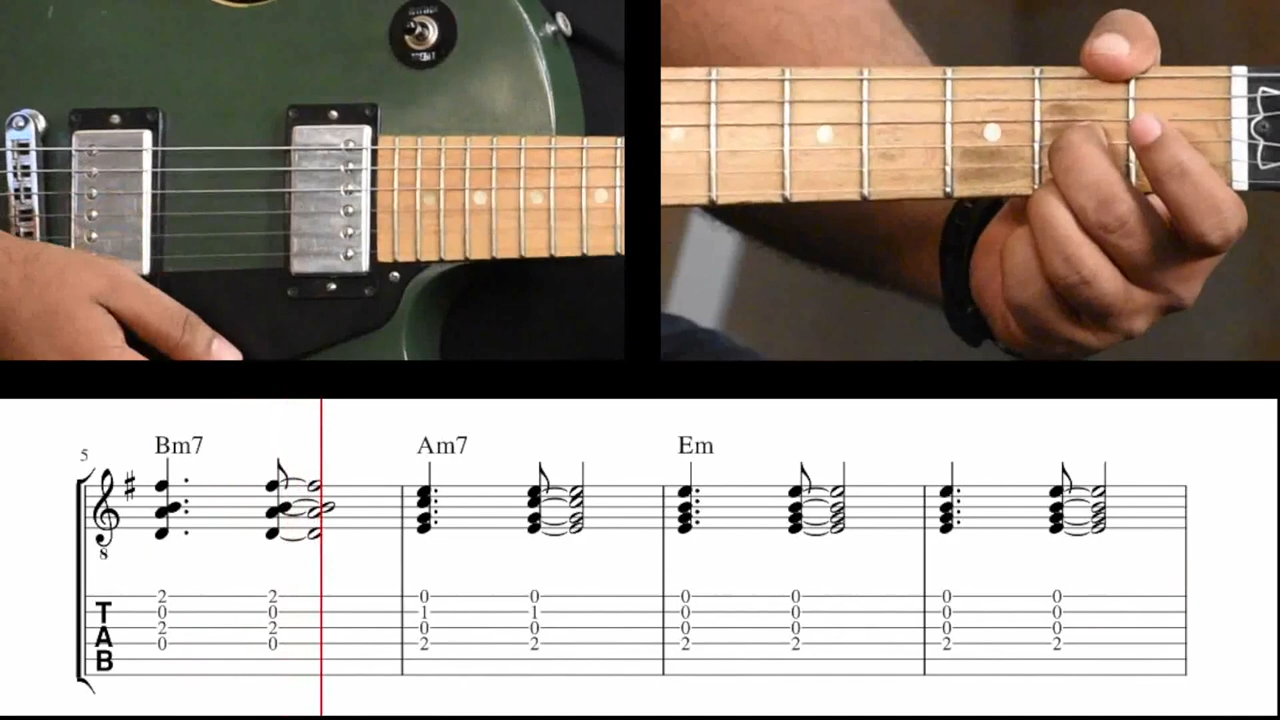 5
Bm7 Am7 Em
8
2 2 0 0 0 0 0 0
T 0 0 1 1 0 0 0 0
A 2 2 0 0 0 0 0 0
0 0 2 2 2 2 2 2
B